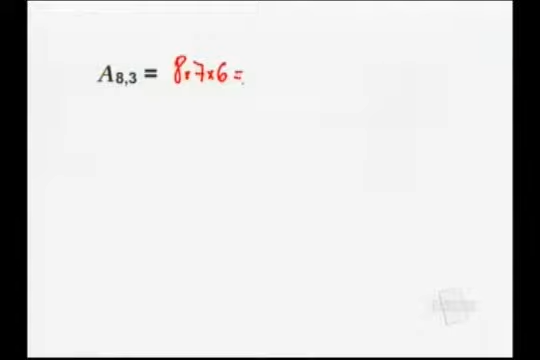 A8,3 = 8×7×6=